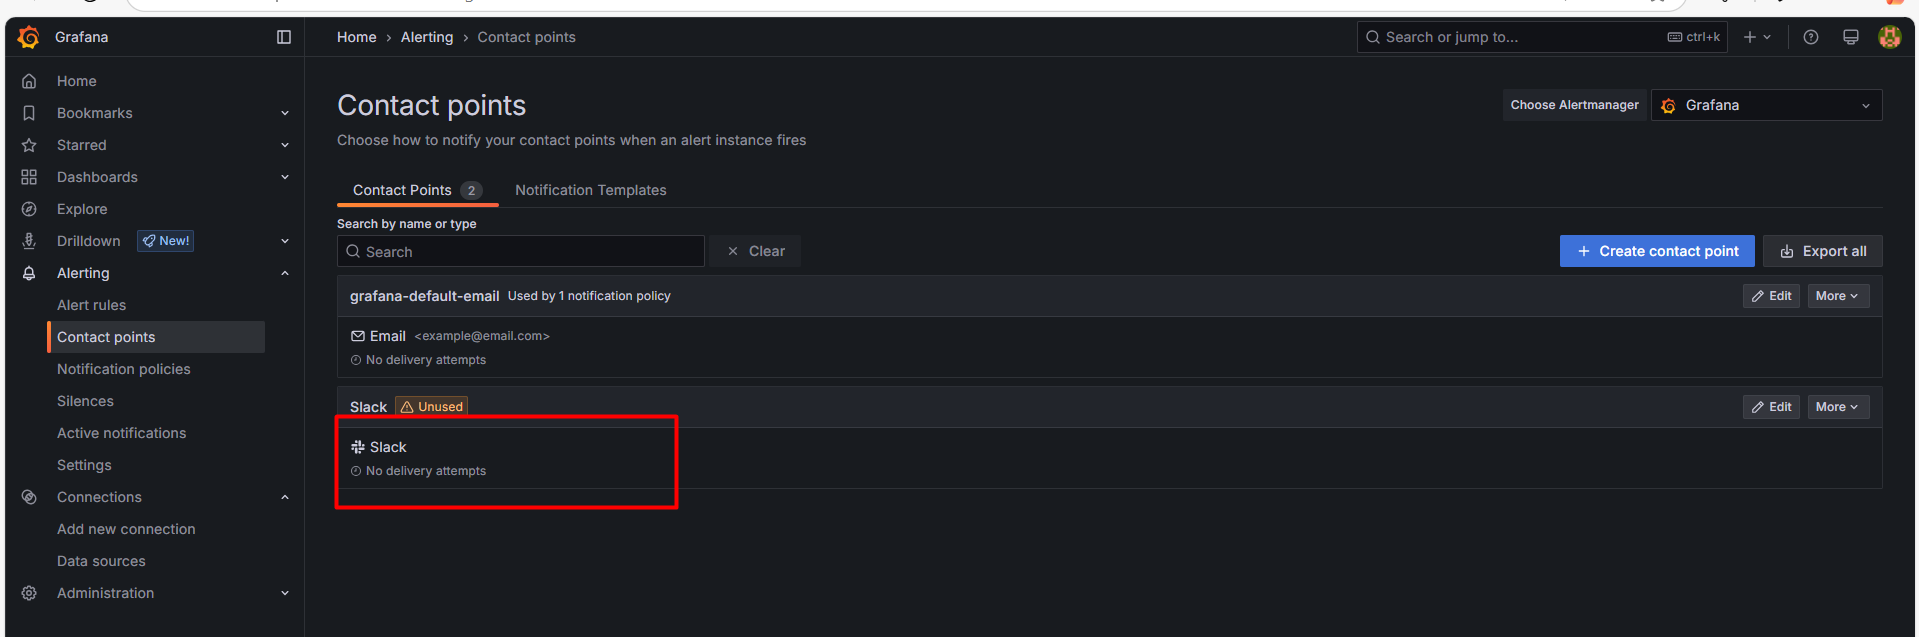 Grafana
Home › Alerting › Contact points
Search or jump to...
ctrl+k
Home
Bookmarks
Starred
Dashboards
Explore
Drilldown New!
Alerting
Alert rules
Contact points
Notification policies
Silences
Active notifications
Settings
Connections
Add new connection
Data sources
Administration
Contact points
Choose how to notify your contact points when an alert instance fires
Choose Alertmanager
Grafana
Contact Points 2
Notification Templates
Search by name or type
Search
Clear
Create contact point
Export all
grafana-default-email Used by 1 notification policy
Edit
More
Email <example@email.com>
No delivery attempts
Slack Unused
Edit
More
Slack
No delivery attempts